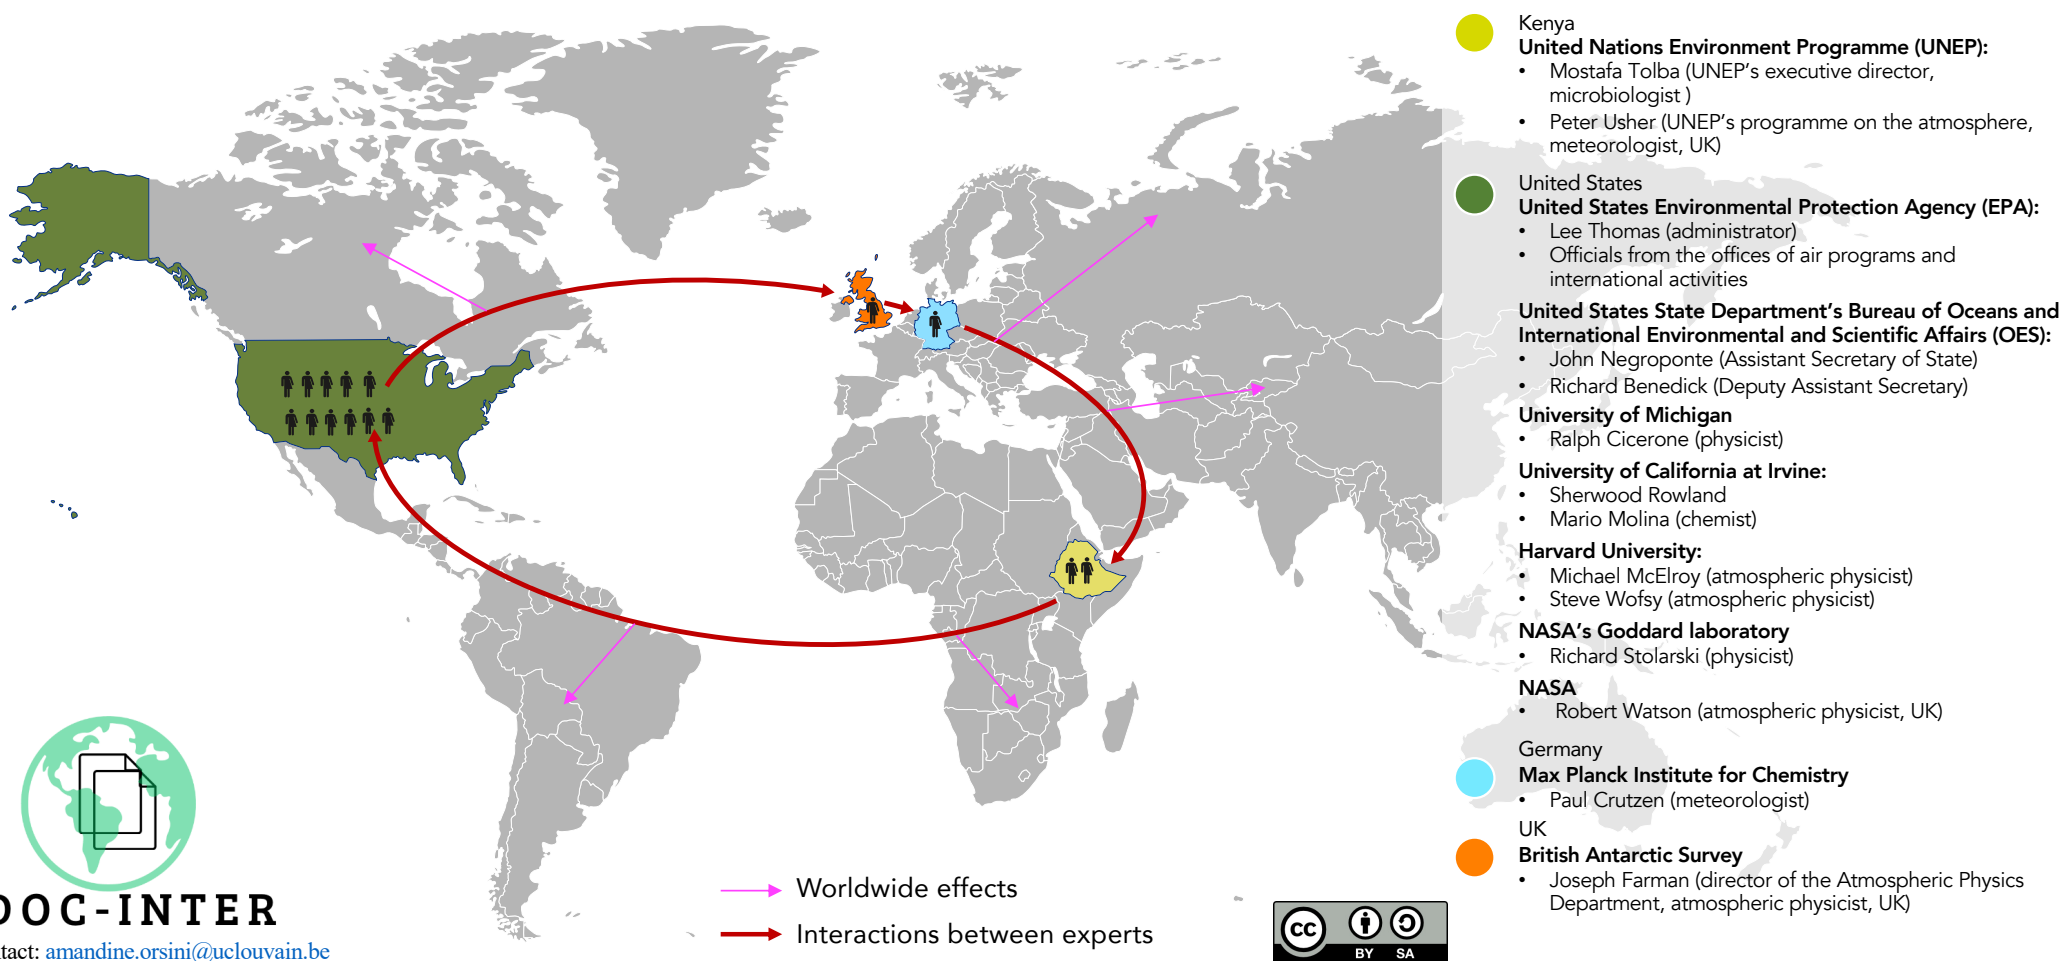 Kenya
United Nations Environment Programme (UNEP):
• Mostafa Tolba (UNEP's executive director,
microbiologist )
• Peter Usher (UNEP's programme on the atmosphere,
meteorologist, UK)
United States
United States Environmental Protection Agency (EPA):
• Lee Thomas (administrator)
• Officials from the offices of air programs and
international activities
United States State Department's Bureau of Oceans and
International Environmental and Scientific Affairs (OES):
• John Negroponte (Assistant Secretary of State)
• Richard Benedick (Deputy Assistant Secretary)
University of Michigan
• Ralph Cicerone (physicist)
University of California at Irvine:
• Sherwood Rowland
• Mario Molina (chemist)
Harvard University:
• Michael McElroy (atmospheric physicist)
• Steve Wofsy (atmospheric physicist)
NASA's Goddard laboratory
• Richard Stolarski (physicist)
NASA
• Robert Watson (atmospheric physicist, UK)
Germany
Max Planck Institute for Chemistry
• Paul Crutzen (meteorologist)
UK
British Antarctic Survey
• Joseph Farman (director of the Atmospheric Physics
Department, atmospheric physicist, UK)
Worldwide effects
Interactions between experts
OOC-INTER
ntact: amandine.orsini@uclouvain.be
cc
BY SA